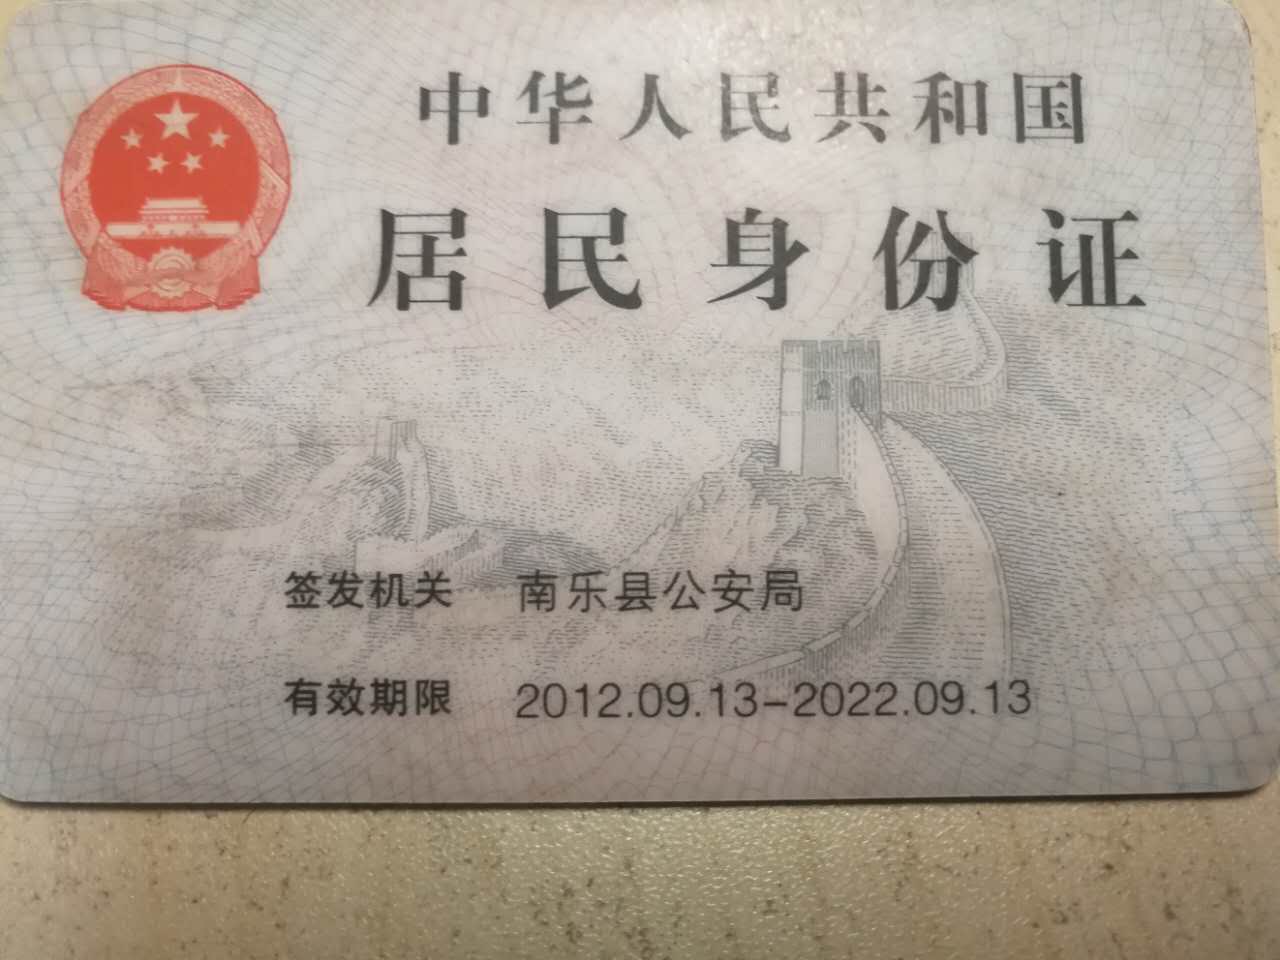 中华人民共和国
居民身份证
签发机关 南乐县公安局
有效期限 2012.09.13-2022.09.13